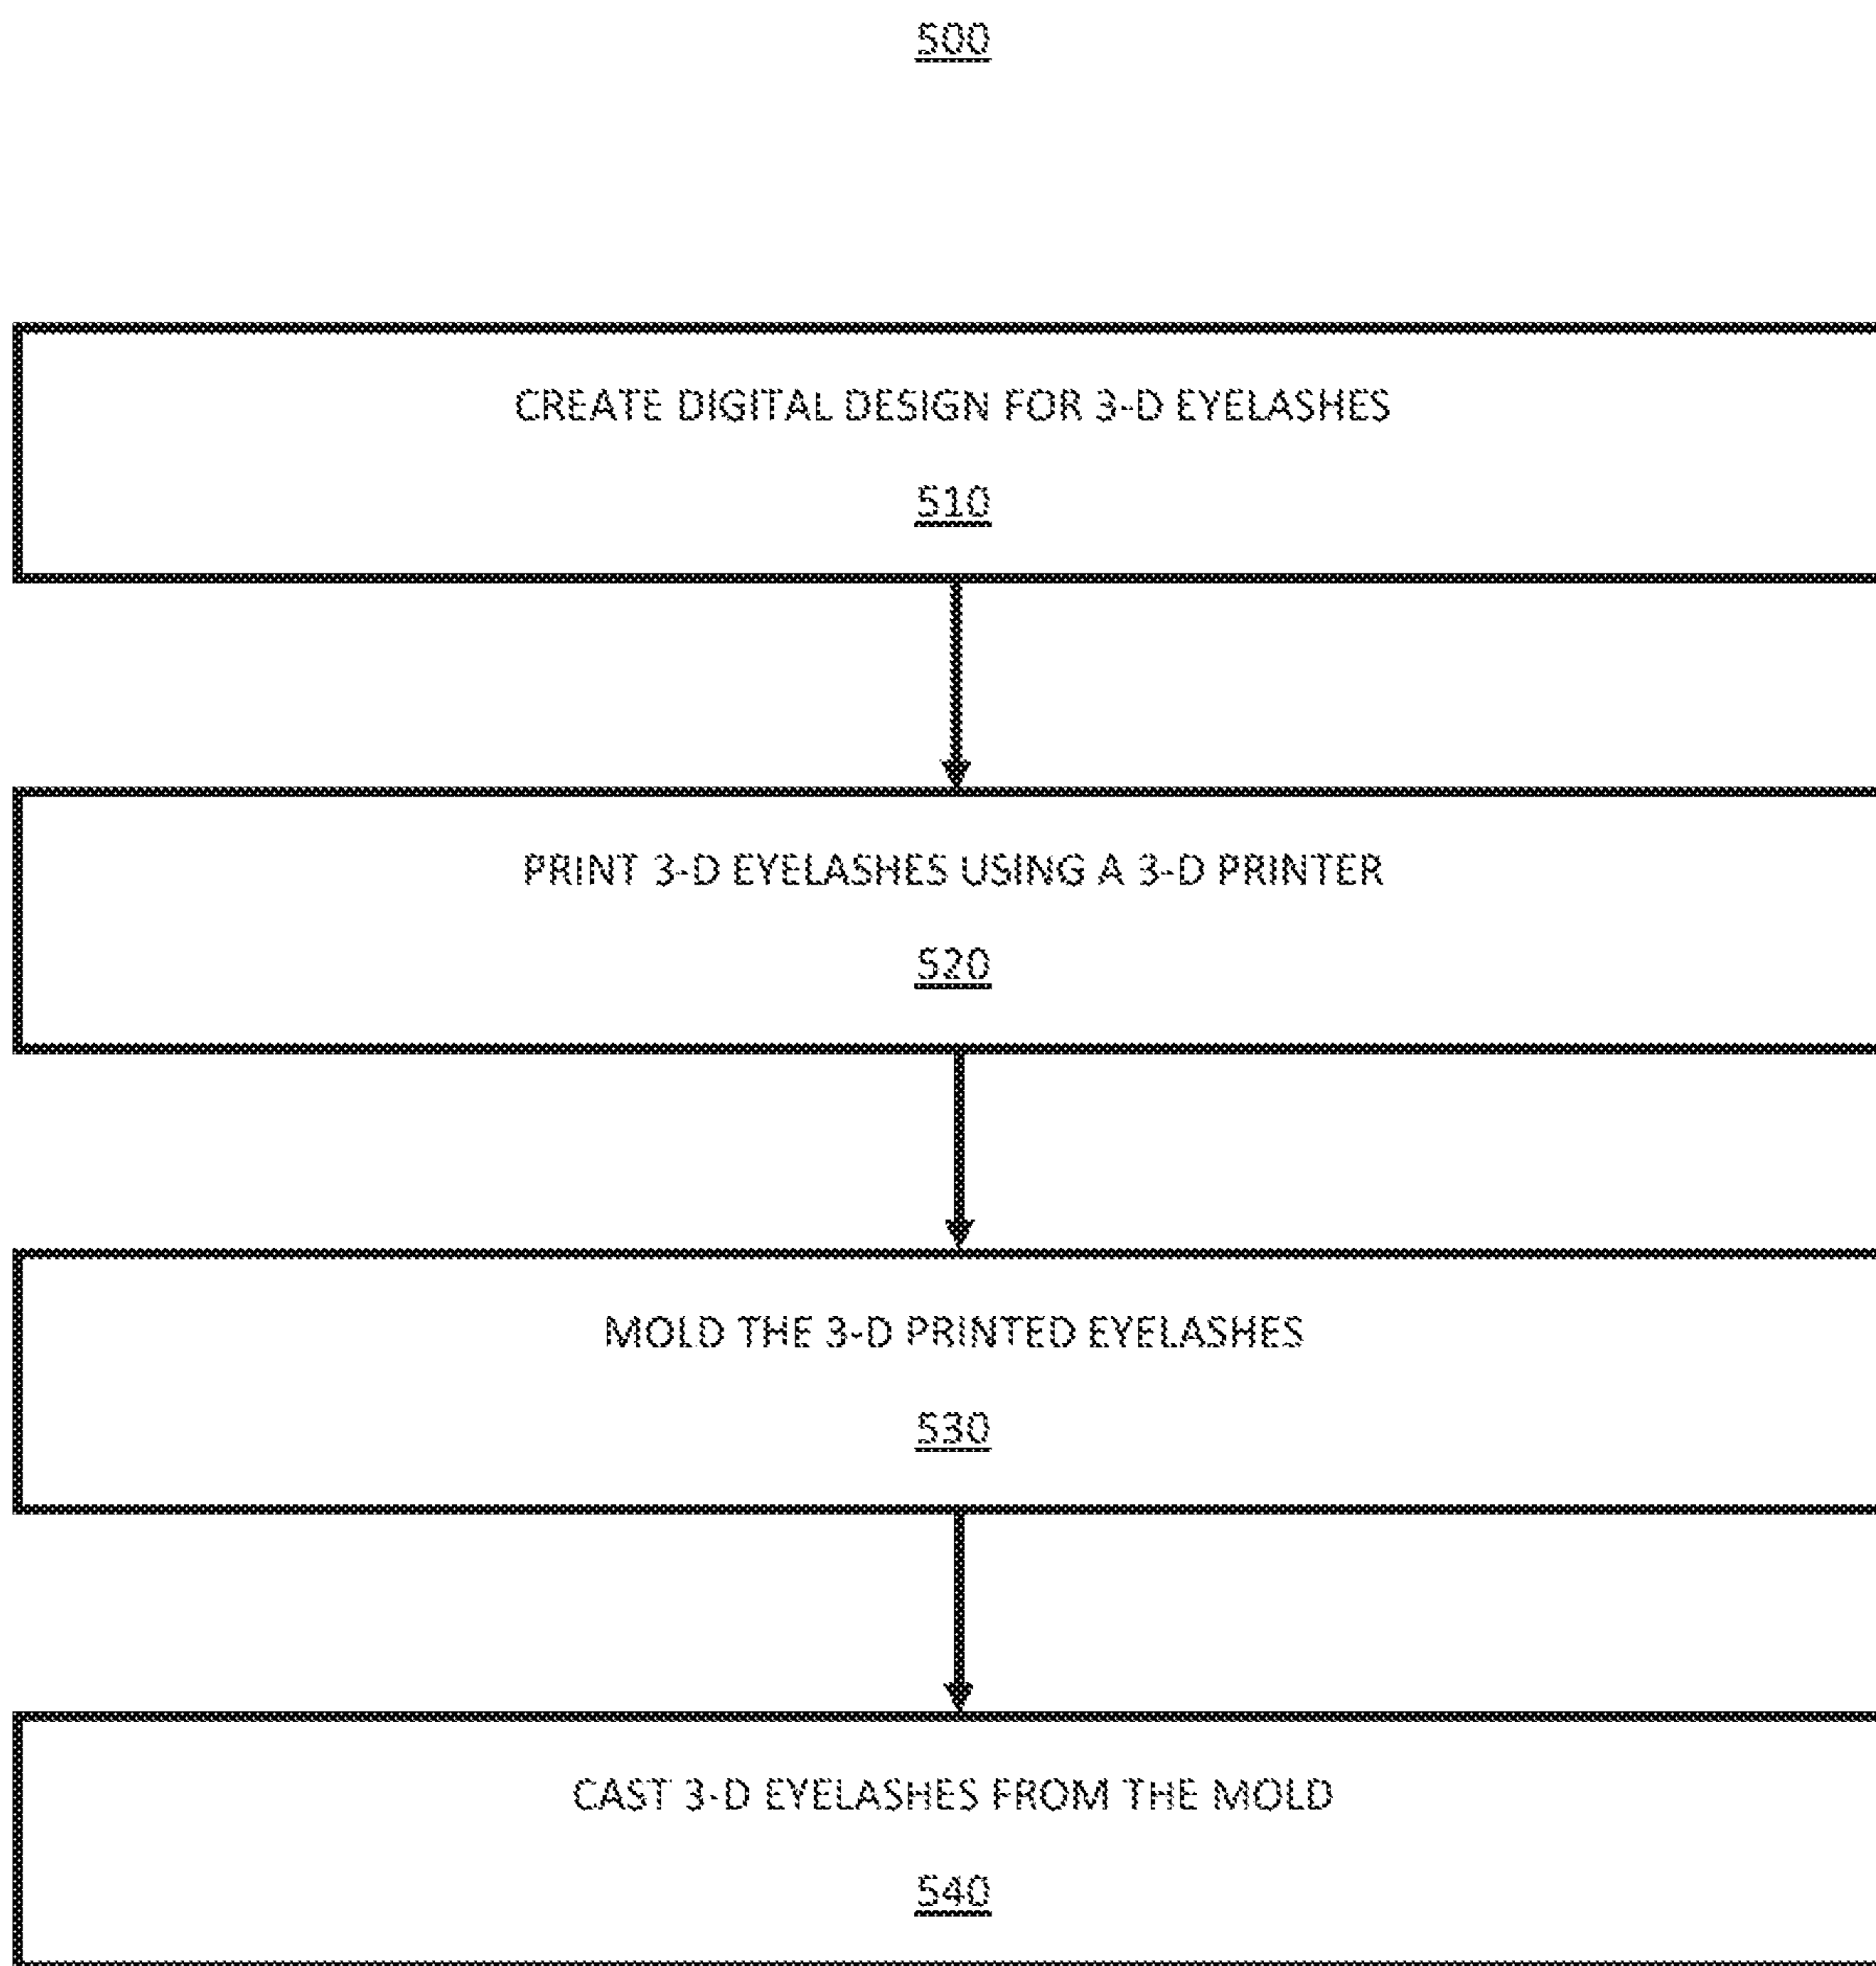 500
CREATE DIGITAL DESIGN FOR 3-D EYELASHES
510
PRINT 3-D EYELASHES USING A 3-D PRINTER
520
MOLD THE 3-D PRINTED EYELASHES
530
CAST 3-D EYELASHES FROM THE MOLD
540